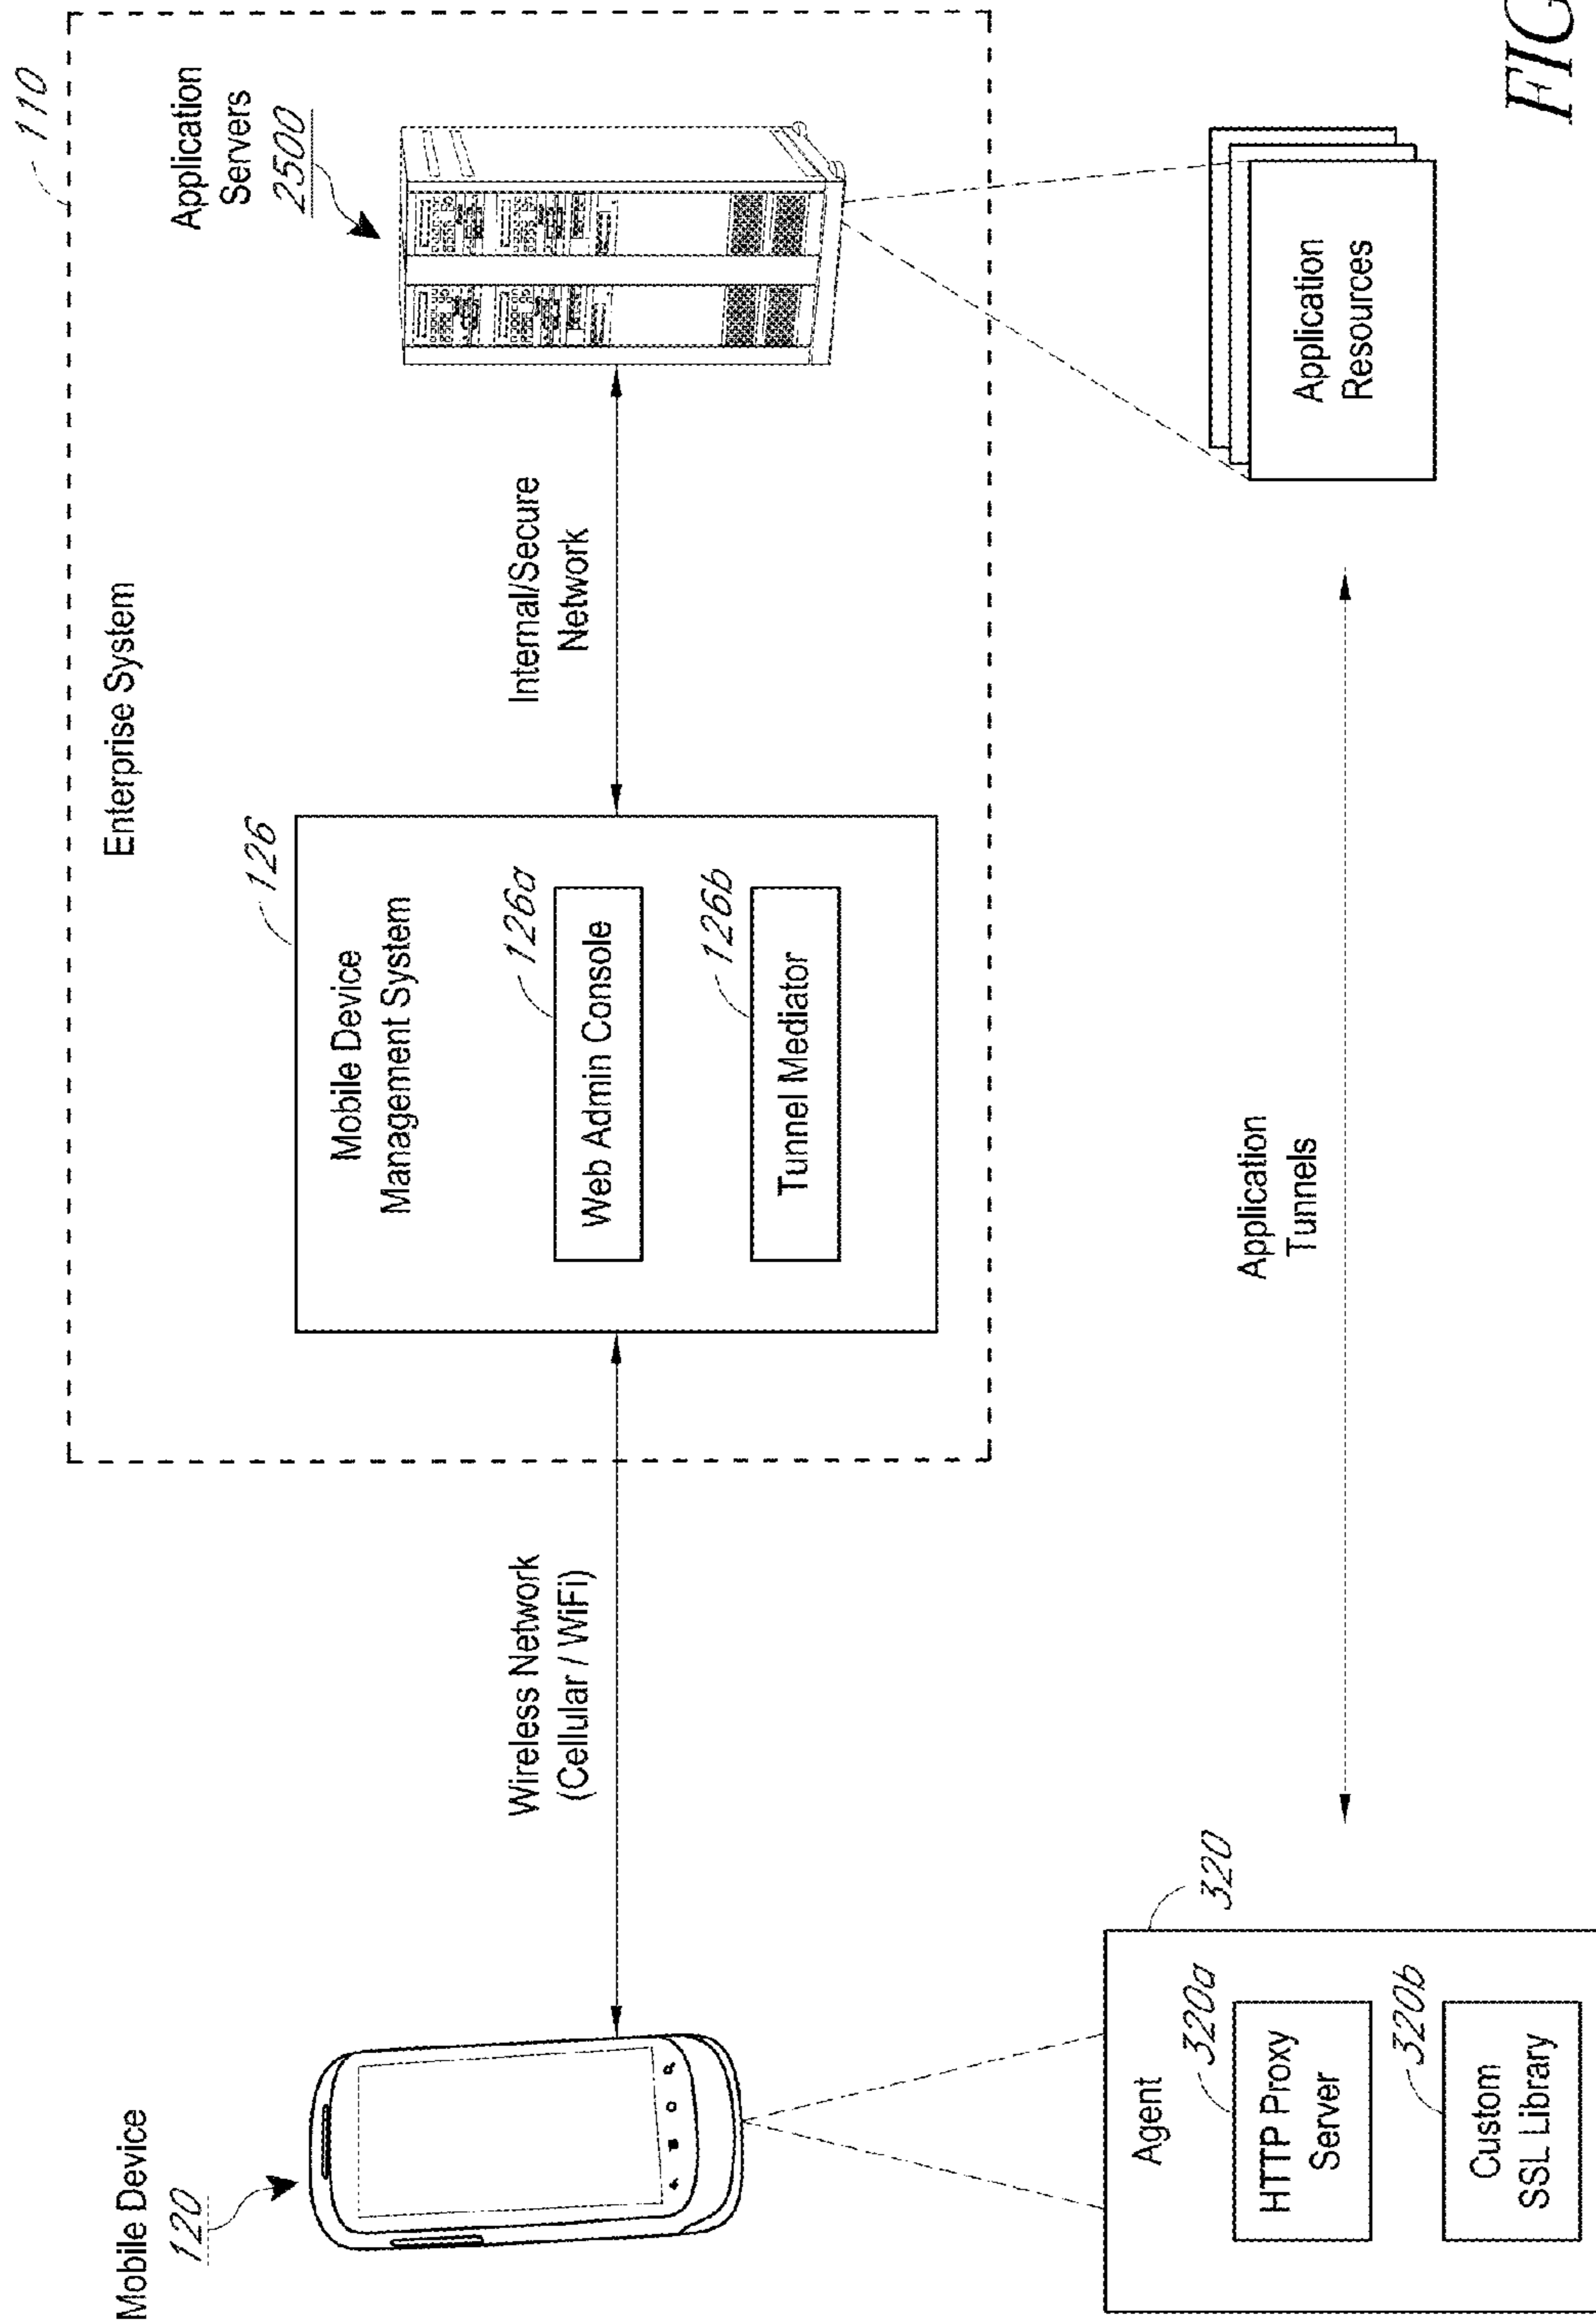 110
Enterprise System
Application
Servers
2500
126
Mobile Device
Management System
126a
Web Admin Console
126b
Tunnel Mediator
Internal/Secure
Network
Wireless Network
(Cellular / WiFi)
Mobile Device
120
320
Agent
320a
HTTP Proxy
Server
320b
Custom
SSL Library
Application
Tunnels
Application
Resources
FIG